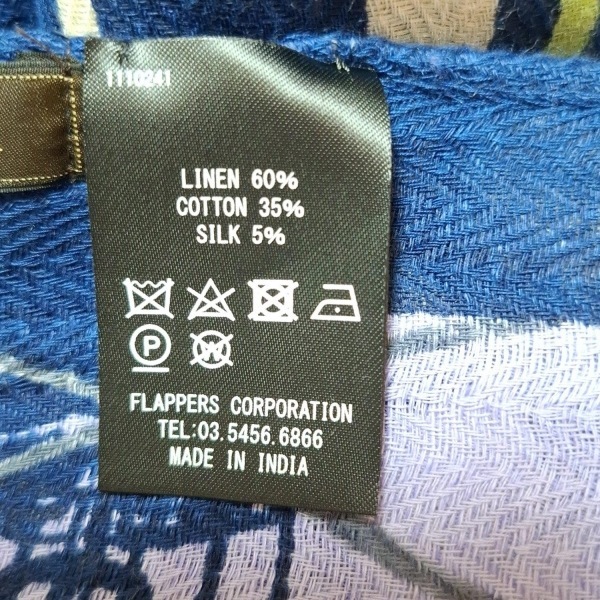 1110241
LINEN 60%
COTTON 35%
SILK 5%
P W
FLAPPERS CORPORATION
TEL:03.5456.6866
MADE IN INDIA